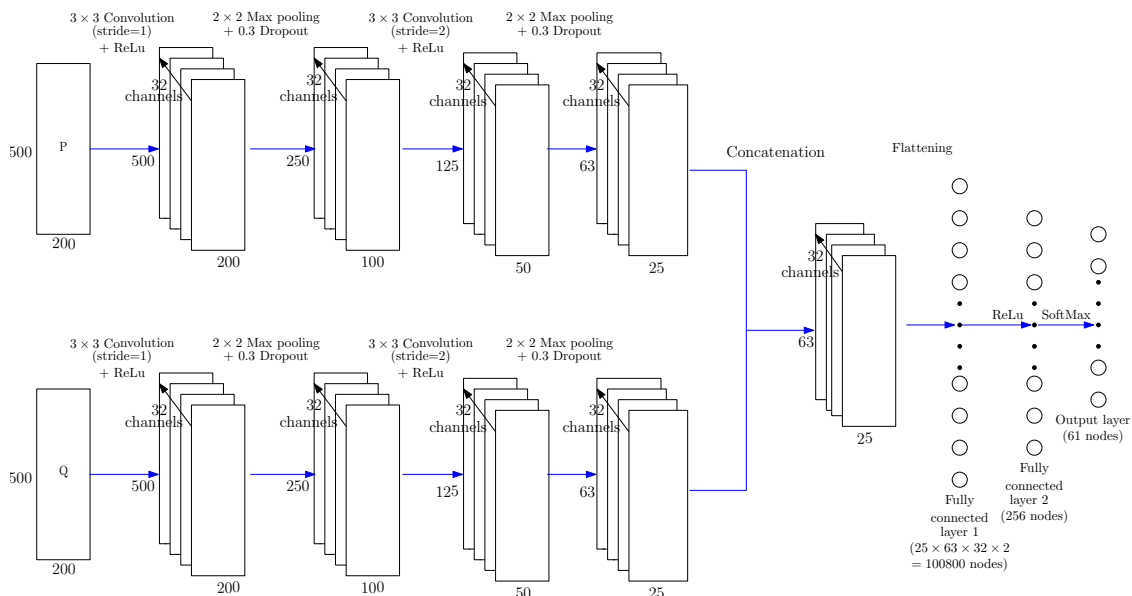 3 × 3 Convolution
(stride=1)
+ ReLu
2 × 2 Max pooling
+ 0.3 Dropout
3 × 3 Convolution
(stride=2)
+ ReLu
2 × 2 Max pooling
+ 0.3 Dropout
P
500
200
32
channels
500
200
32
channels
250
100
32
channels
125
50
32
channels
63
25
Concatenation
Flattening
3 × 3 Convolution
(stride=1)
+ ReLu
2 × 2 Max pooling
+ 0.3 Dropout
3 × 3 Convolution
(stride=2)
+ ReLu
2 × 2 Max pooling
+ 0.3 Dropout
Q
500
200
32
channels
500
200
32
channels
250
100
32
channels
125
50
32
channels
63
25
32
channels
63
25
ReLu
SoftMax
Fully
connected
layer 1
(25 × 63 × 32 × 2
= 100800 nodes)
Fully
connected
layer 2
(256 nodes)
Output layer
(61 nodes)